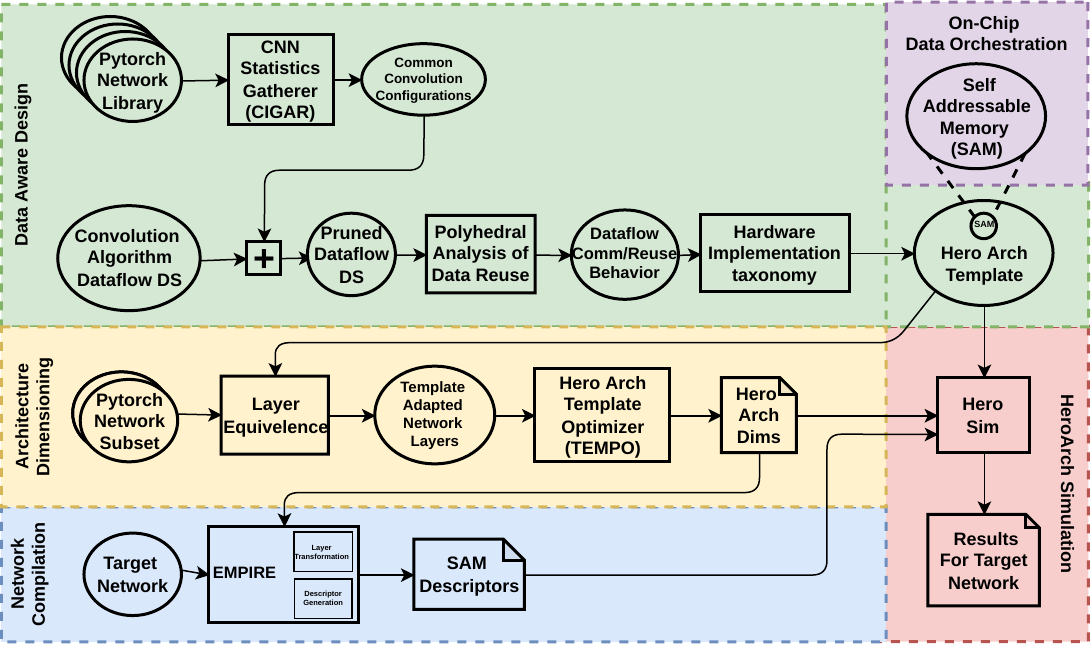 Data Aware Design
Pytorch
Network
Library
CNN
Statistics
Gatherer
(CIGAR)
Common
Convolution
Configurations
Convolution
Algorithm
Dataflow DS
+
Pruned
Dataflow
DS
Polyhedral
Analysis of
Data Reuse
Dataflow
Comm/Reuse
Behavior
Hardware
Implementation
taxonomy
On-Chip
Data Orchestration
Self
Addressable
Memory
(SAM)
SAM
Hero Arch
Template
Architecture
Dimensioning
Pytorch
Network
Subset
Layer
Equivelence
Template
Adapted
Network
Layers
Hero Arch
Template
Optimizer
(TEMPO)
Hero
Arch
Dims
Hero
Sim
HeroArch Simulation
Network
Compilation
Target
Network
EMPIRE
Layer
Transformation
Descriptor
Generation
SAM
Descriptors
Results
For Target
Network